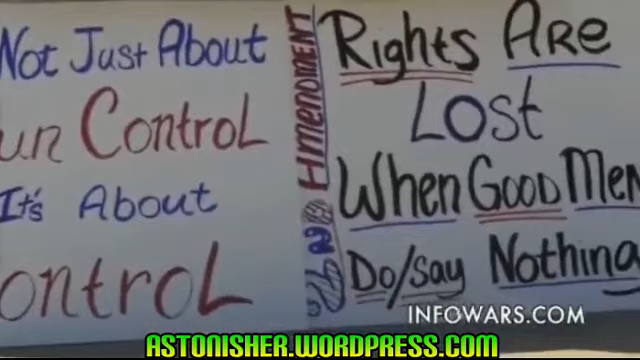 Not Just About
un Control
It's About
ontrol
Amendment
Rights Are
Lost
When Good Men
Do/Say Nothing
INFOWARS.COM
ASTONISHER.WORDPRESS.COM